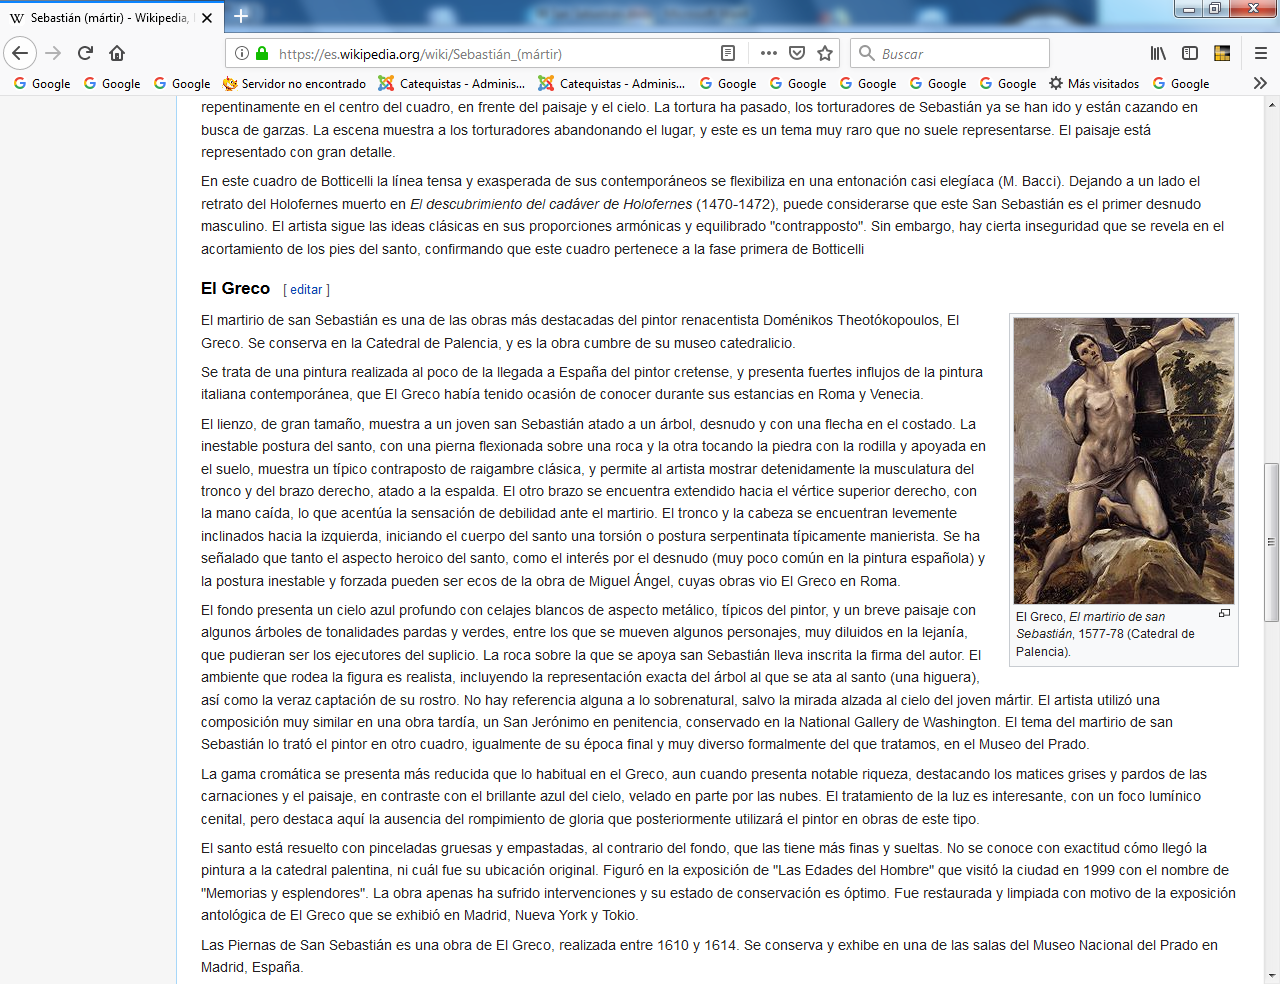 Sebastián (mártir) - Wikipedia,
https://es.wikipedia.org/wiki/Sebastián_(mártir)
Buscar
Google Google Google Servidor no encontrado Catequistas - Adminis... Catequistas - Adminis... Google Google Google Google Google Más visitados Google
repentinamente en el centro del cuadro, en frente del paisaje y el cielo. La tortura ha pasado, los torturadores de Sebastián ya se han ido y están cazando en
busca de garzas. La escena muestra a los torturadores abandonando el lugar, y este es un tema muy raro que no suele representarse. El paisaje está
representado con gran detalle.
En este cuadro de Botticelli la línea tensa y exasperada de sus contemporáneos se flexibiliza en una entonación casi elegíaca (M. Bacci). Dejando a un lado el
retrato del Holofernes muerto en El descubrimiento del cadáver de Holofernes (1470-1472), puede considerarse que este San Sebastián es el primer desnudo
masculino. El artista sigue las ideas clásicas en sus proporciones armónicas y equilibrado "contrapposto". Sin embargo, hay cierta inseguridad que se revela en el
acortamiento de los pies del santo, confirmando que este cuadro pertenece a la fase primera de Botticelli
El Greco [ editar ]
El martirio de san Sebastián es una de las obras más destacadas del pintor renacentista Doménikos Theotókopoulos, El
Greco. Se conserva en la Catedral de Palencia, y es la obra cumbre de su museo catedralicio.
Se trata de una pintura realizada al poco de la llegada a España del pintor cretense, y presenta fuertes influjos de la pintura
italiana contemporánea, que El Greco había tenido ocasión de conocer durante sus estancias en Roma y Venecia.
El lienzo, de gran tamaño, muestra a un joven san Sebastián atado a un árbol, desnudo y con una flecha en el costado. La
inestable postura del santo, con una pierna flexionada sobre una roca y la otra tocando la piedra con la rodilla y apoyada en
el suelo, muestra un típico contraposto de raigambre clásica, y permite al artista mostrar detenidamente la musculatura del
tronco y del brazo derecho, atado a la espalda. El otro brazo se encuentra extendido hacia el vértice superior derecho, con
la mano caída, lo que acentúa la sensación de debilidad ante el martirio. El tronco y la cabeza se encuentran levemente
inclinados hacia la izquierda, iniciando el cuerpo del santo una torsión o postura serpentinata típicamente manierista. Se ha
señalado que tanto el aspecto heroico del santo, como el interés por el desnudo (muy poco común en la pintura española) y
la postura inestable y forzada pueden ser ecos de la obra de Miguel Ángel, cuyas obras vio El Greco en Roma.
El fondo presenta un cielo azul profundo con celajes blancos de aspecto metálico, típicos del pintor, y un breve paisaje con
algunos árboles de tonalidades pardas y verdes, entre los que se mueven algunos personajes, muy diluidos en la lejanía,
que pudieran ser los ejecutores del suplicio. La roca sobre la que se apoya san Sebastián lleva inscrita la firma del autor. El
ambiente que rodea la figura es realista, incluyendo la representación exacta del árbol al que se ata al santo (una higuera),
así como la veraz captación de su rostro. No hay referencia alguna a lo sobrenatural, salvo la mirada alzada al cielo del joven mártir. El artista utilizó una
composición muy similar en una obra tardía, un San Jerónimo en penitencia, conservado en la National Gallery de Washington. El tema del martirio de san
Sebastián lo trató el pintor en otro cuadro, igualmente de su época final y muy diverso formalmente del que tratamos, en el Museo del Prado.
El Greco, El martirio de san
Sebastián, 1577-78 (Catedral de
Palencia).
La gama cromática se presenta más reducida que lo habitual en el Greco, aun cuando presenta notable riqueza, destacando los matices grises y pardos de las
carnaciones y el paisaje, en contraste con el brillante azul del cielo, velado en parte por las nubes. El tratamiento de la luz es interesante, con un foco lumínico
cenital, pero destaca aquí la ausencia del rompimiento de gloria que posteriormente utilizará el pintor en obras de este tipo.
El santo está resuelto con pinceladas gruesas y empastadas, al contrario del fondo, que las tiene más finas y sueltas. No se conoce con exactitud cómo llegó la
pintura a la catedral palentina, ni cuál fue su ubicación original. Figuró en la exposición de "Las Edades del Hombre" que visitó la ciudad en 1999 con el nombre de
"Memorias y esplendores". La obra apenas ha sufrido intervenciones y su estado de conservación es óptimo. Fue restaurada y limpiada con motivo de la exposición
antológica de El Greco que se exhibió en Madrid, Nueva York y Tokio.
Las Piernas de San Sebastián es una obra de El Greco, realizada entre 1610 y 1614. Se conserva y exhibe en una de las salas del Museo Nacional del Prado en
Madrid, España.